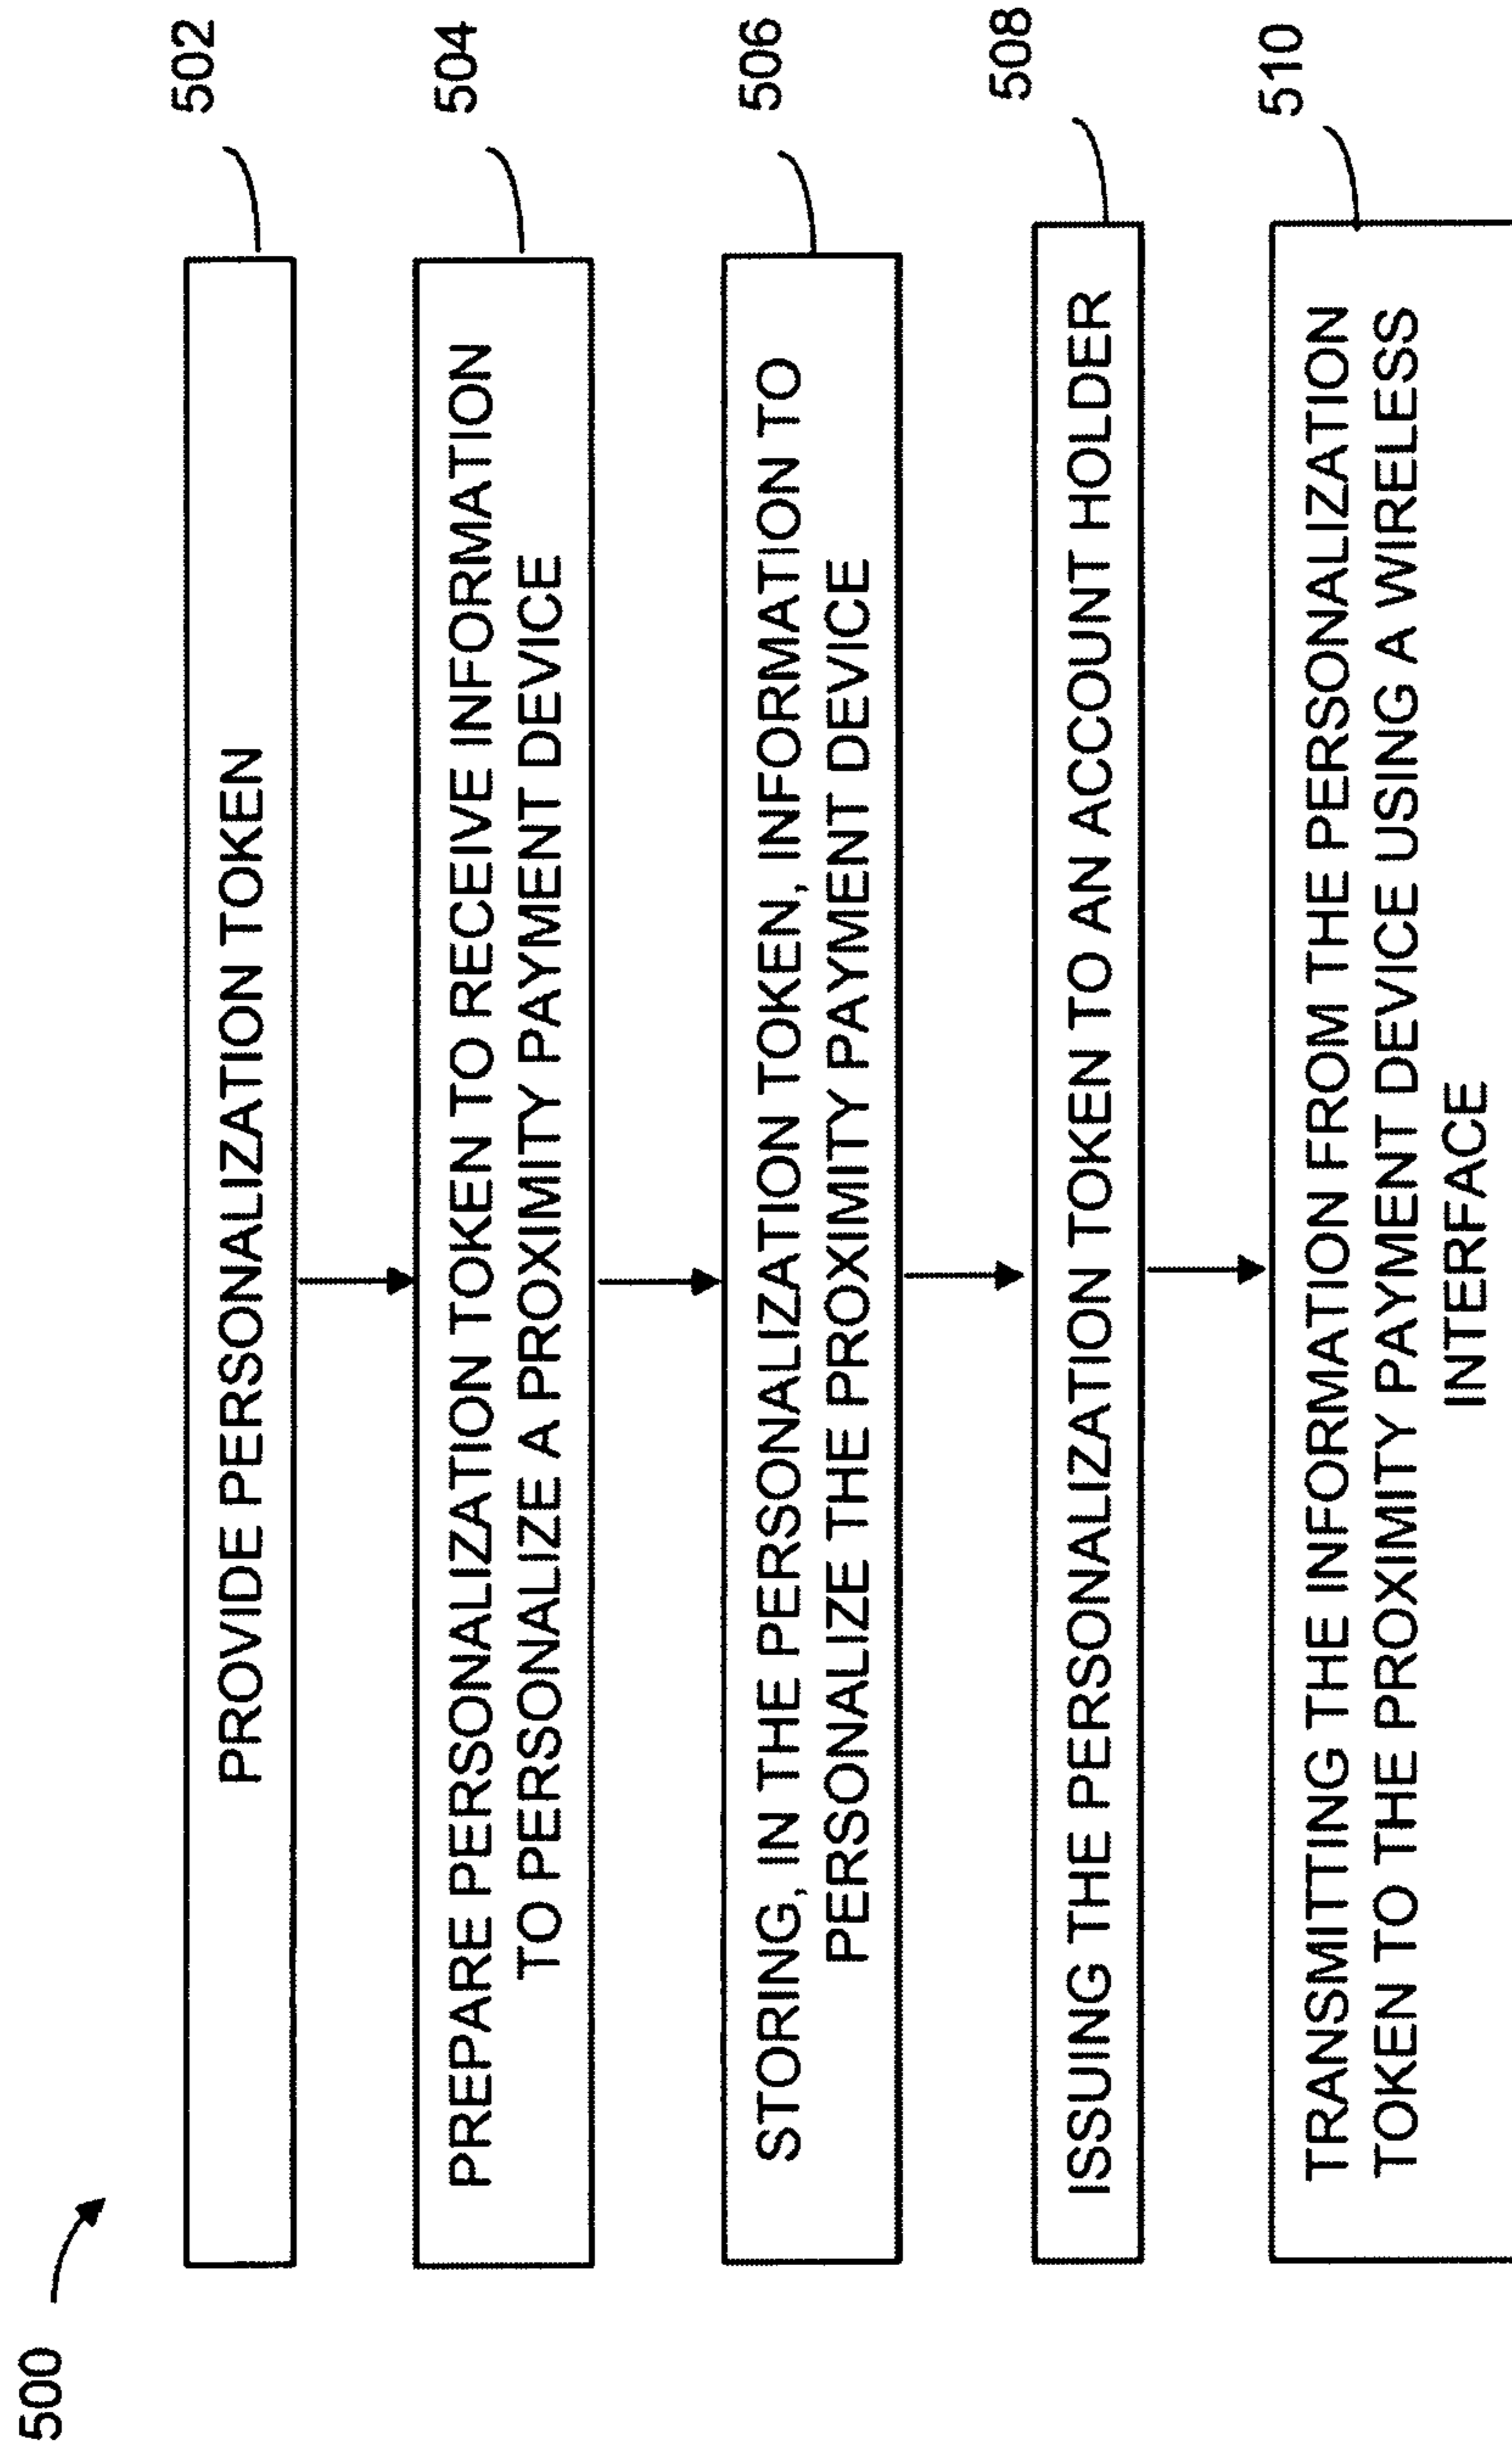 500
502
PROVIDE PERSONALIZATION TOKEN
504
PREPARE PERSONALIZATION TOKEN TO RECEIVE INFORMATION
TO PERSONALIZE A PROXIMITY PAYMENT DEVICE
506
STORING, IN THE PERSONALIZATION TOKEN, INFORMATION TO
PERSONALIZE THE PROXIMITY PAYMENT DEVICE
508
ISSUING THE PERSONALIZATION TOKEN TO AN ACCOUNT HOLDER
510
TRANSMITTING THE INFORMATION FROM THE PERSONALIZATION
TOKEN TO THE PROXIMITY PAYMENT DEVICE USING A WIRELESS
INTERFACE